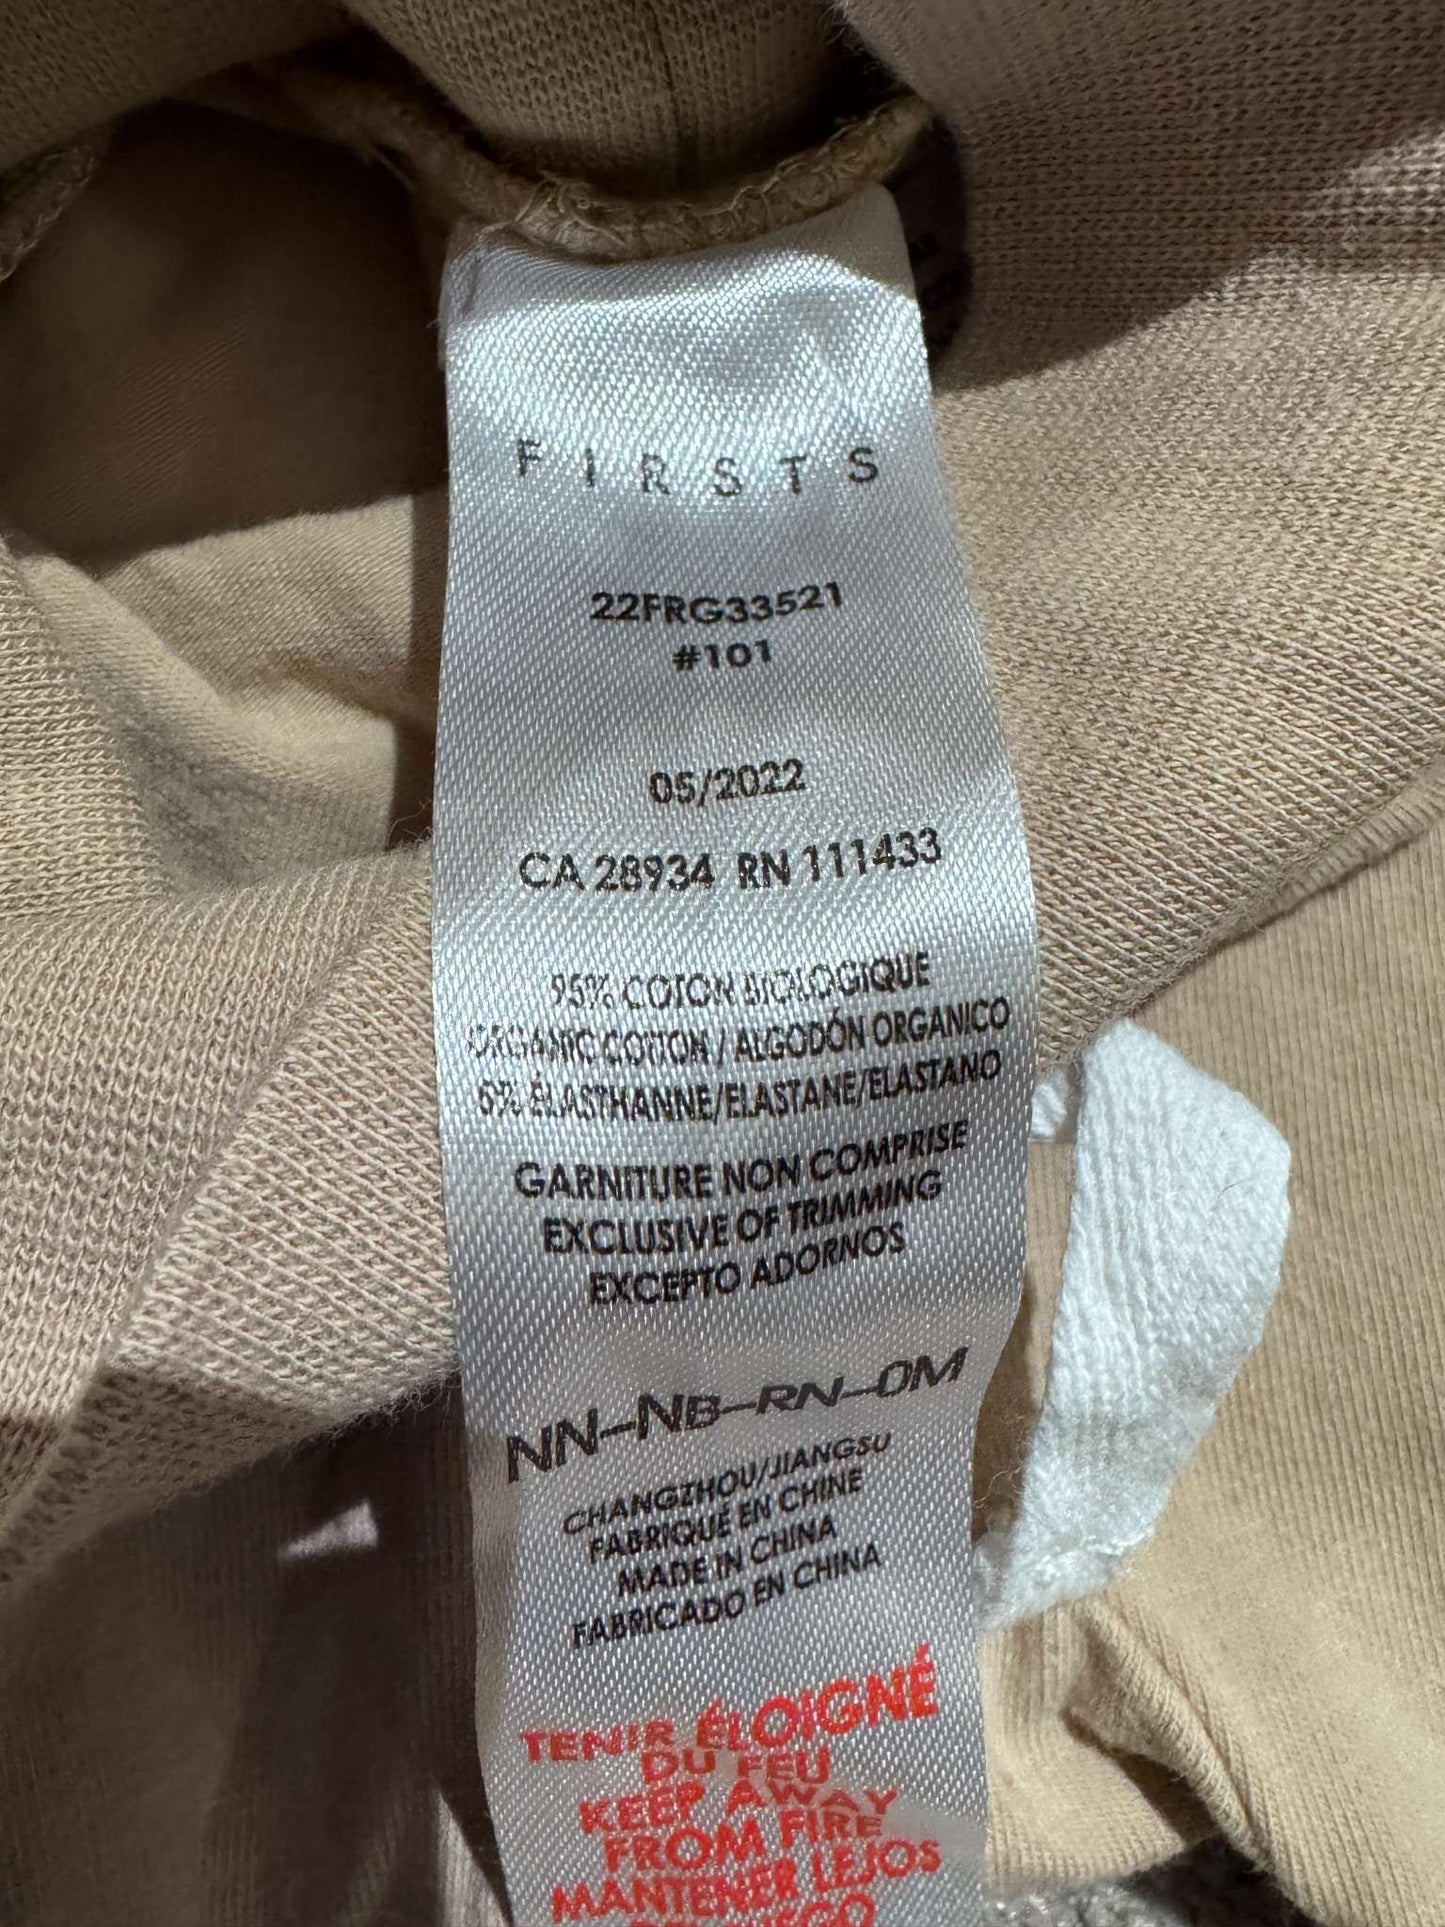 FIRSTS
22FRG33521
#101
05/2022
CA 28934 RN 111433
95% COTON BIOLOGIQUE
ORGANIC COTTON / ALGODÓN ORGANICO
5% ÉLASTHANNE/ELASTANE/ELASTANO
GARNITURE NON COMPRISE
EXCLUSIVE OF TRIMMING
EXCEPTO ADORNOS
NN-NB-RN-OM
CHANGZHOU/JIANGSU
FABRIQUÉ EN CHINE
MADE IN CHINA
FABRICADO EN CHINA
TENIR ÉLOIGNÉ
DU FEU
KEEP AWAY
FROM FIRE
MANTENER LEJOS